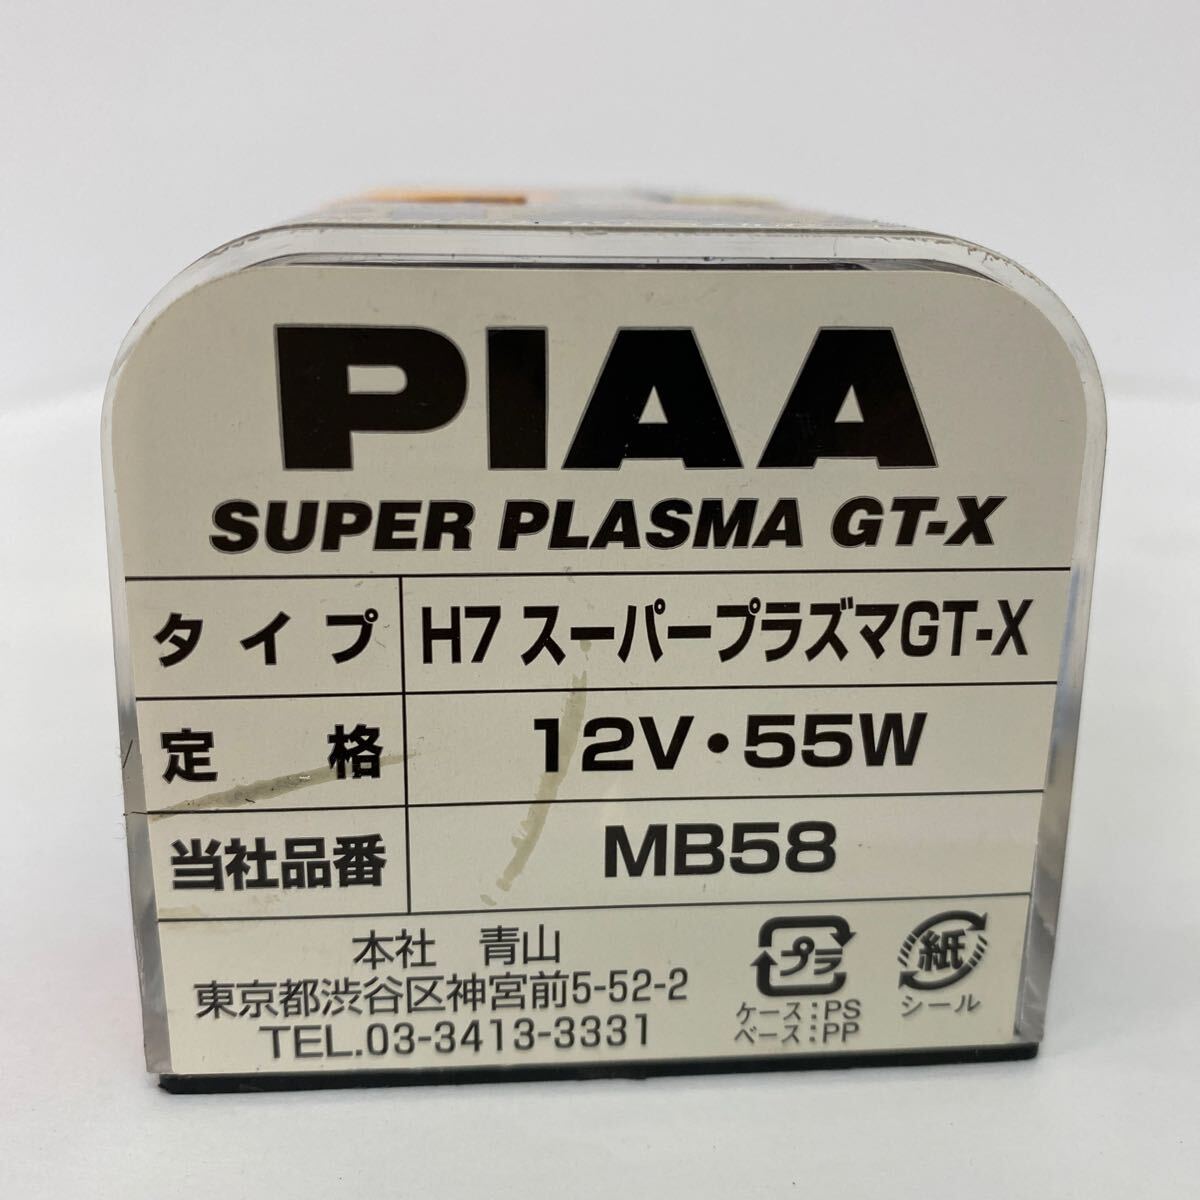 PIAA
SUPER PLASMA GT-X
タイプ H7 スーパープラズマGT-X
定格 12V・55W
当社品番 MB58
本社 青山
東京都渋谷区神宮前5-52-2
TEL.03-3413-3331
プラ
ケース:PS
ベース:PP
紙
シール